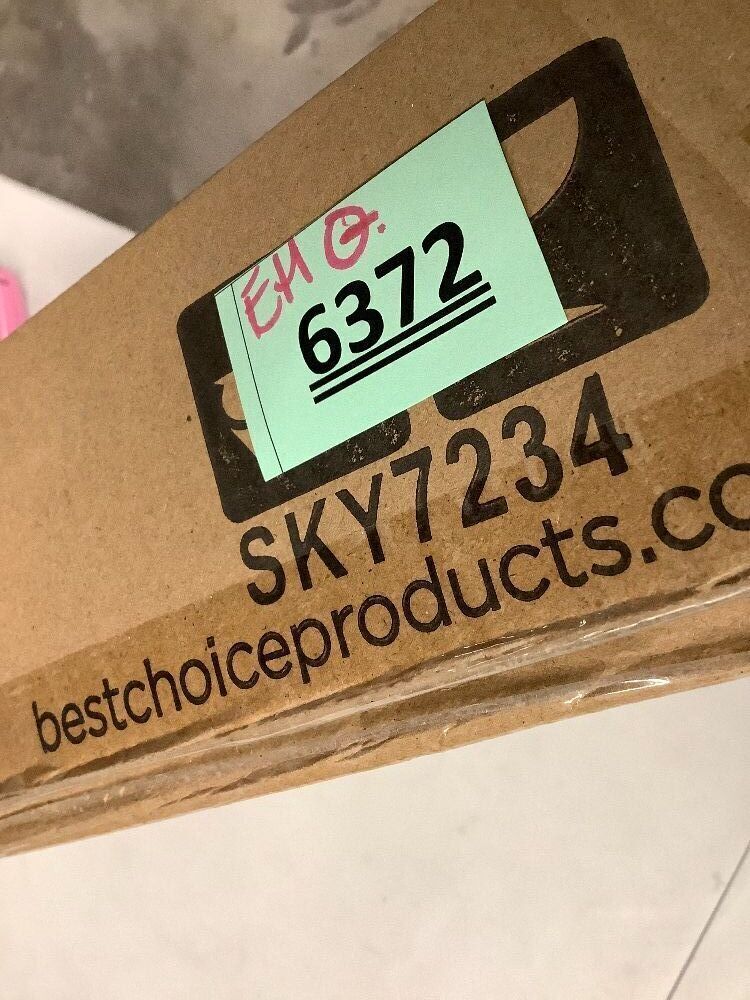 EH Q.
6372
SKY7234
bestchoiceproducts.co